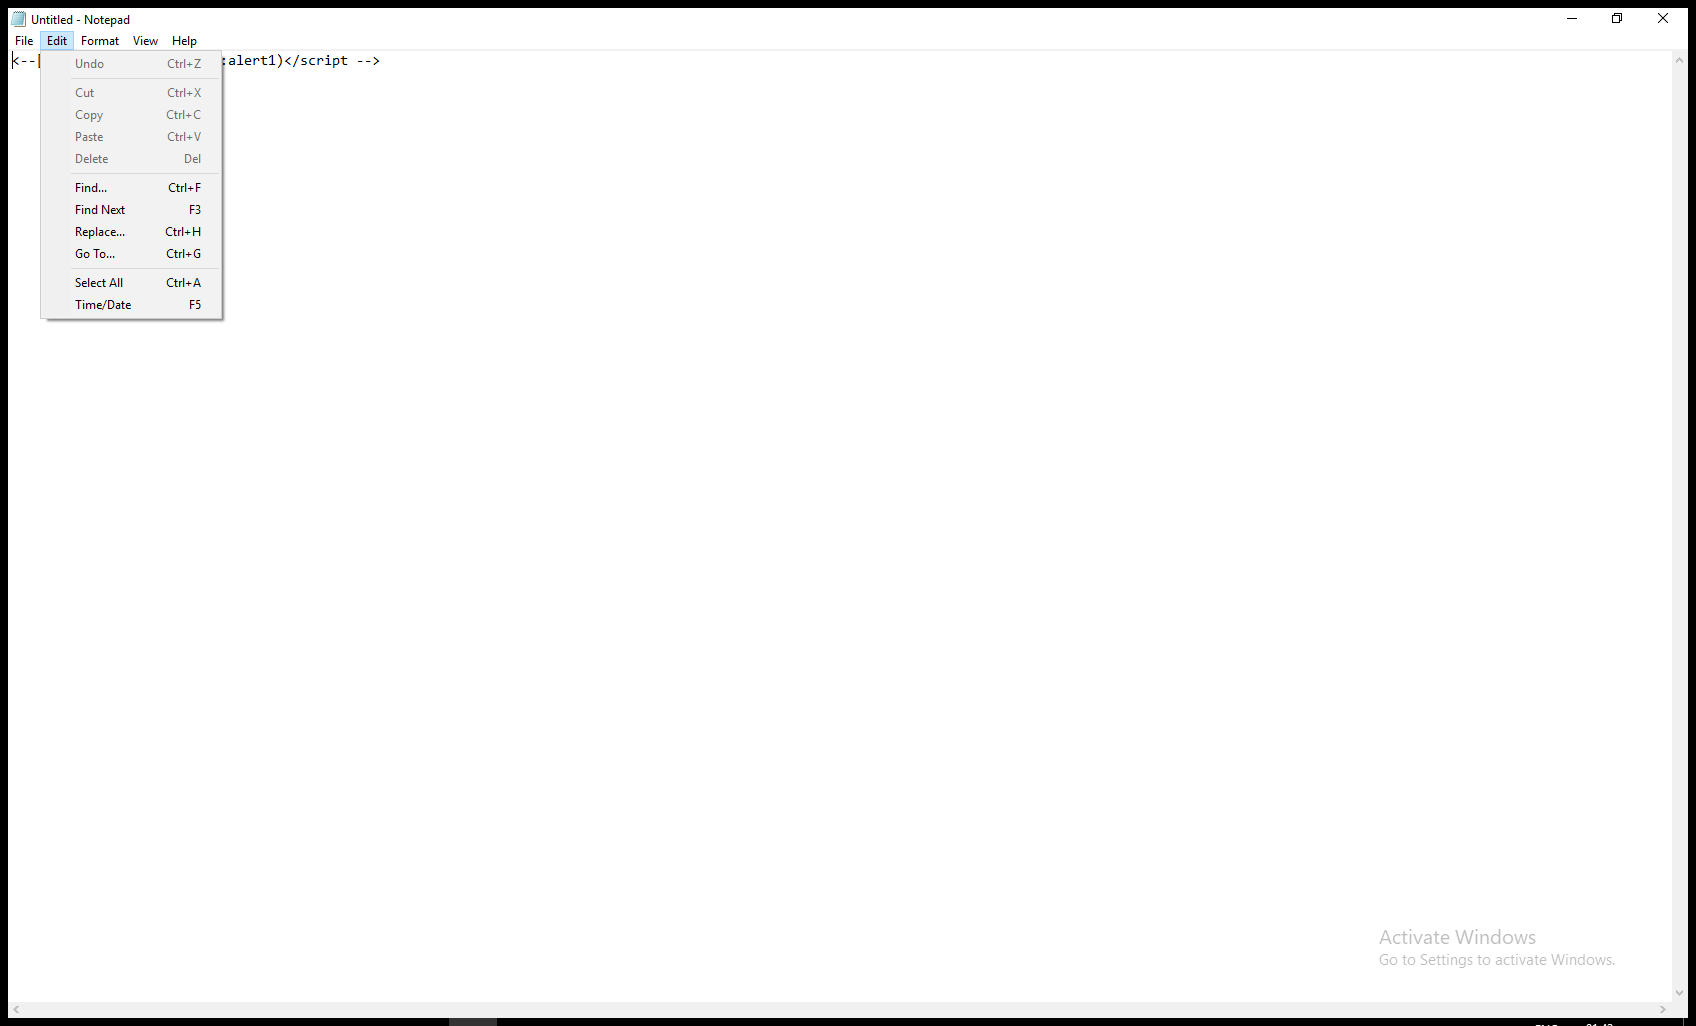 Untitled - Notepad
File Edit Format View Help
<-- :alert1)</script -->
Undo Ctrl+Z
Cut Ctrl+X
Copy Ctrl+C
Paste Ctrl+V
Delete Del
Find... Ctrl+F
Find Next F3
Replace... Ctrl+H
Go To... Ctrl+G
Select All Ctrl+A
Time/Date F5
Activate Windows
Go to Settings to activate Windows.